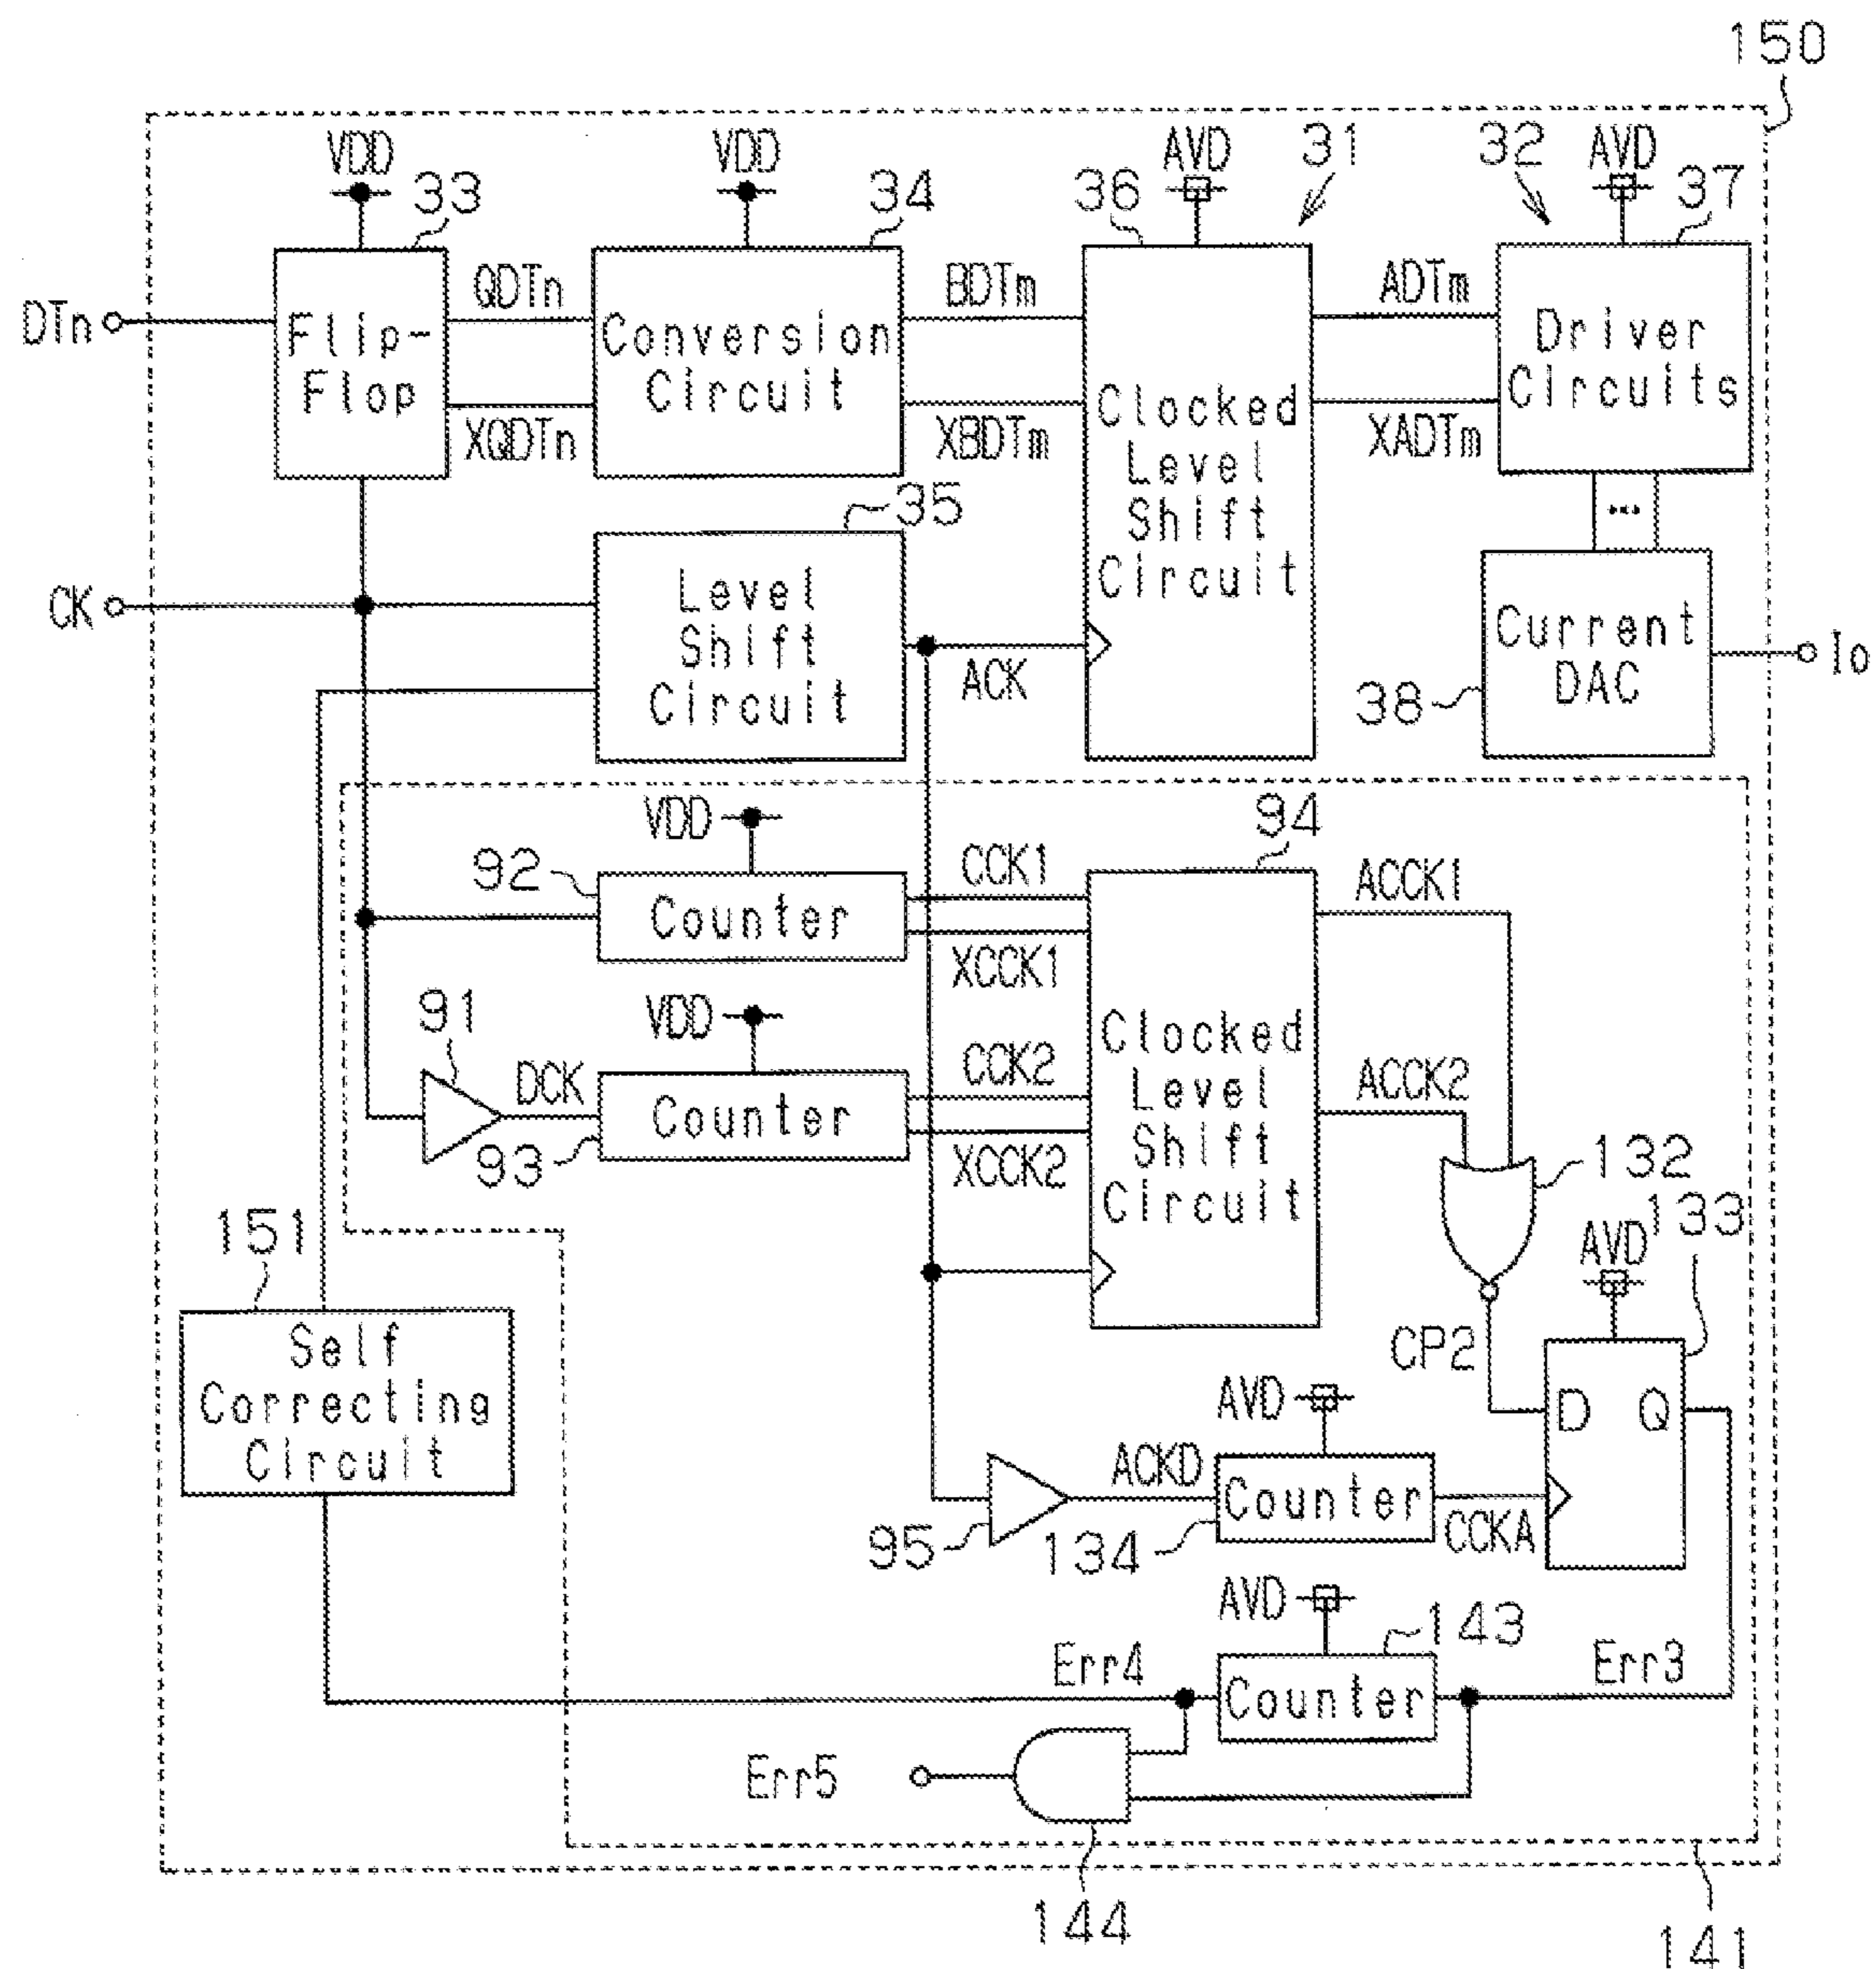 150
VDD
VDD
AVD
31
32
AVD
33
34
36
37
DTn
Flip-
Flop
QDTn
XQDTn
Conversion
Circuit
BDTm
XBDTm
Clocked
Level
Shift
Circuit
ADTm
XADTm
Driver
Circuits
...
35
CK
Level
Shift
Circuit
ACK
Current
DAC
38
Io
VDD
92
Counter
CCK1
XCCK1
94
ACCK1
91
VDD
DCK
93
Counter
CCK2
XCCK2
Clocked
Level
Shift
Circuit
ACCK2
132
133
AVD
151
Self
Correcting
Circuit
CP2
D
Q
AVD
95
ACKD
134
Counter
CCKA
AVD
143
Err4
Counter
Err3
Err5
144
141